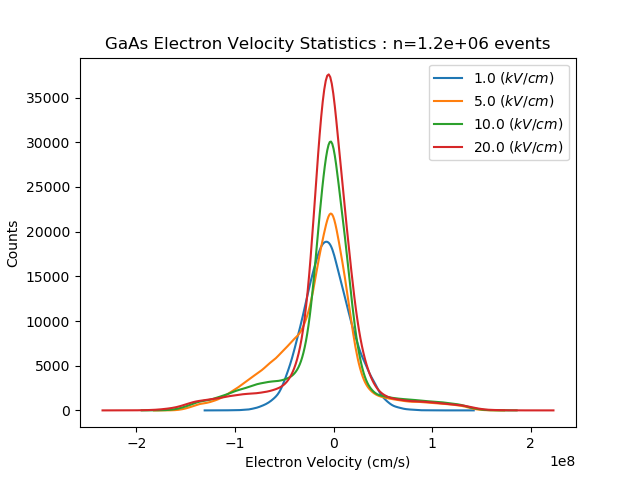 GaAs Electron Velocity Statistics : n=1.2e+06 events
1.0 (kV/cm)
5.0 (kV/cm)
10.0 (kV/cm)
20.0 (kV/cm)
35000
30000
25000
20000
15000
10000
5000
0
Counts
−2
−1
0
1
2
1e8
Electron Velocity (cm/s)